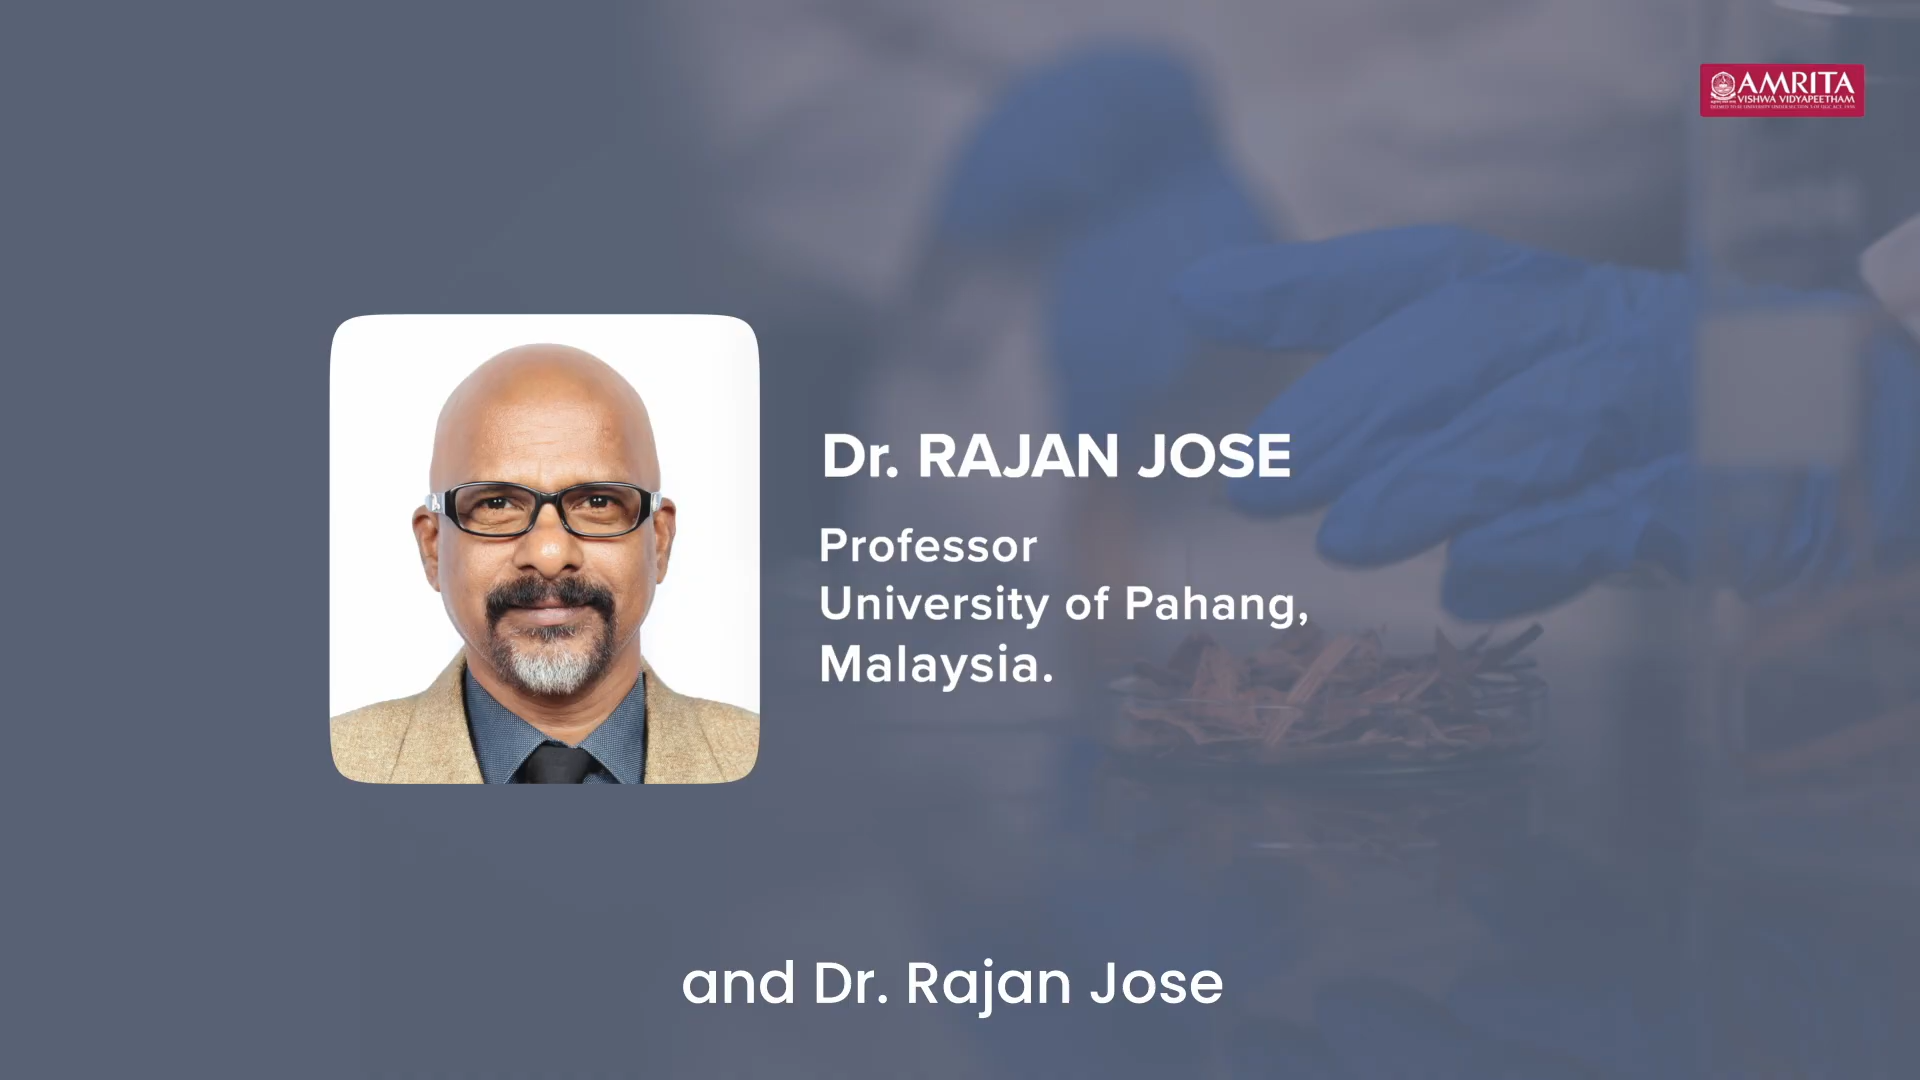 AMRITA
VISHWA VIDYAPEETHAM
Dr. RAJAN JOSE
Professor
University of Pahang,
Malaysia.
and Dr. Rajan Jose